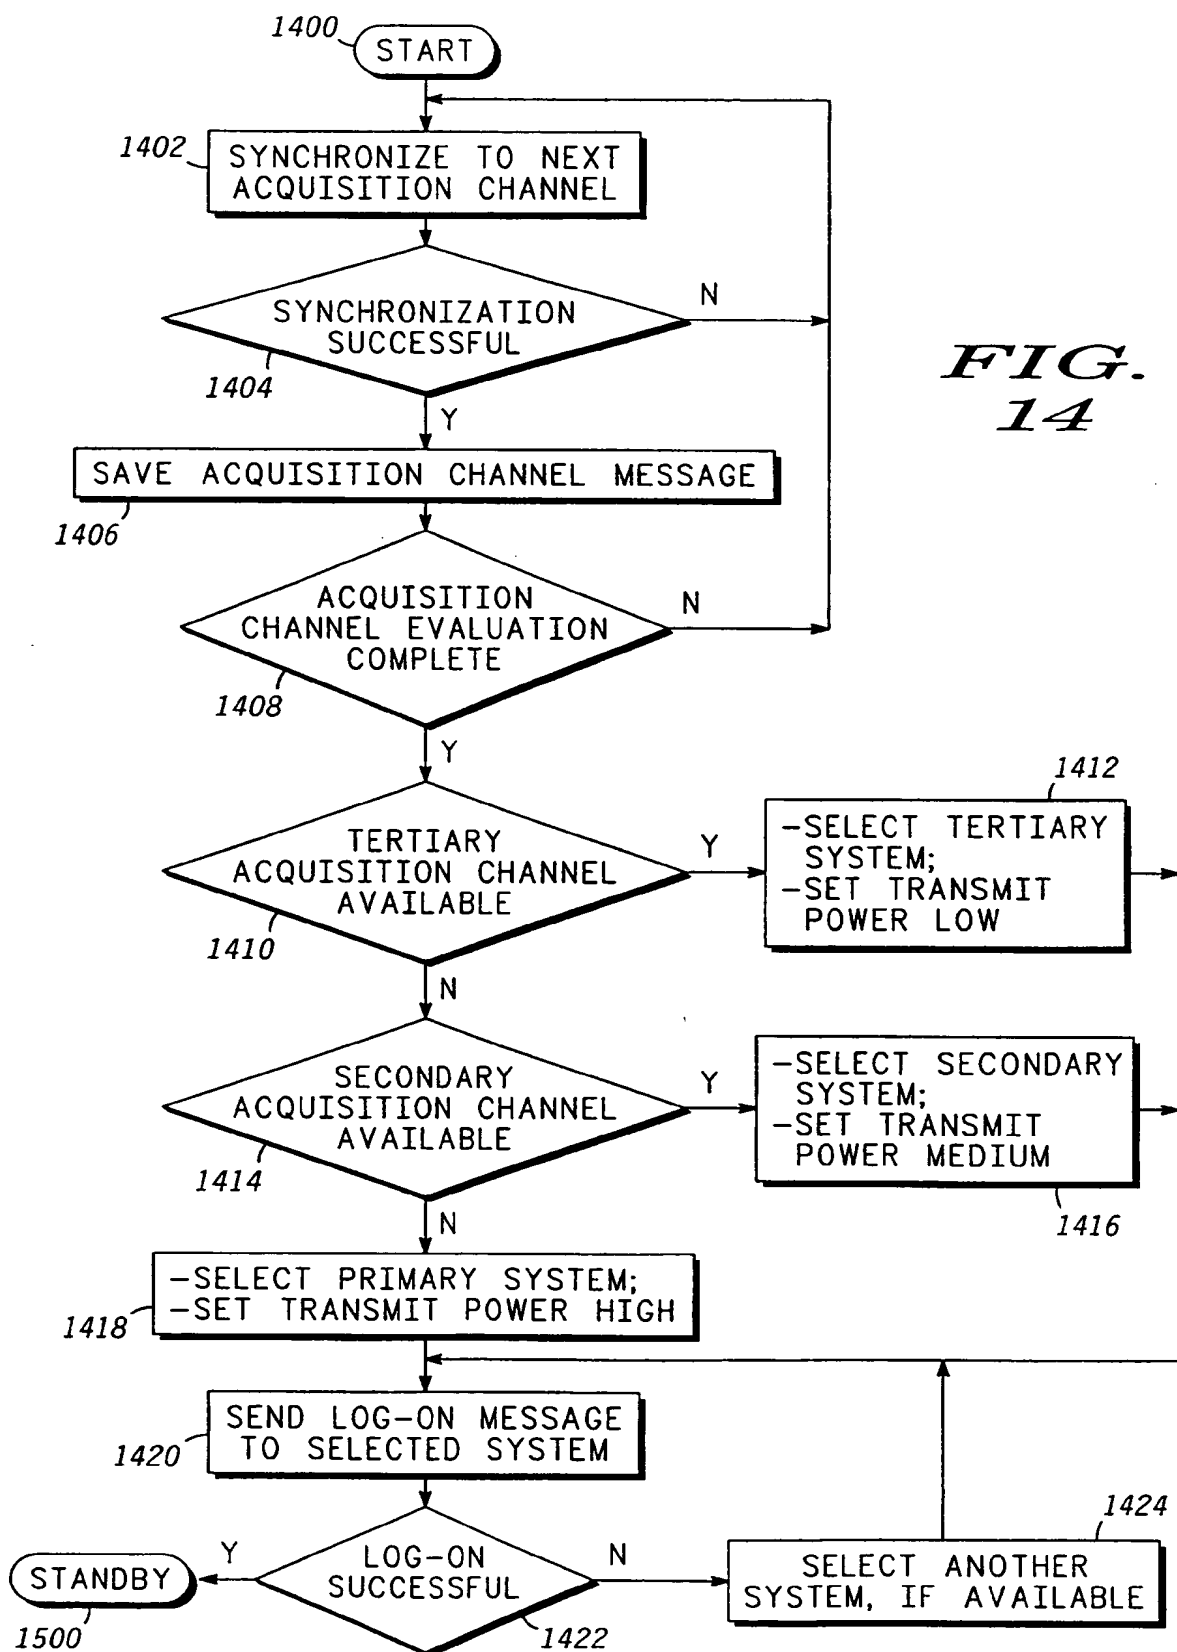 1400
START
1402
SYNCHRONIZE TO NEXT
ACQUISITION CHANNEL
SYNCHRONIZATION
SUCCESSFUL
N
1404
Y
FIG.
14
SAVE ACQUISITION CHANNEL MESSAGE
1406
ACQUISITION
CHANNEL EVALUATION
COMPLETE
N
1408
Y
TERTIARY
ACQUISITION CHANNEL
AVAILABLE
Y
1410
1412
-SELECT TERTIARY
SYSTEM;
-SET TRANSMIT
POWER LOW
N
SECONDARY
ACQUISITION CHANNEL
AVAILABLE
Y
1414
-SELECT SECONDARY
SYSTEM;
-SET TRANSMIT
POWER MEDIUM
1416
N
-SELECT PRIMARY SYSTEM;
-SET TRANSMIT POWER HIGH
1418
SEND LOG-ON MESSAGE
TO SELECTED SYSTEM
1420
LOG-ON
SUCCESSFUL
1422
Y
STANDBY
1500
N
1424
SELECT ANOTHER
SYSTEM, IF AVAILABLE